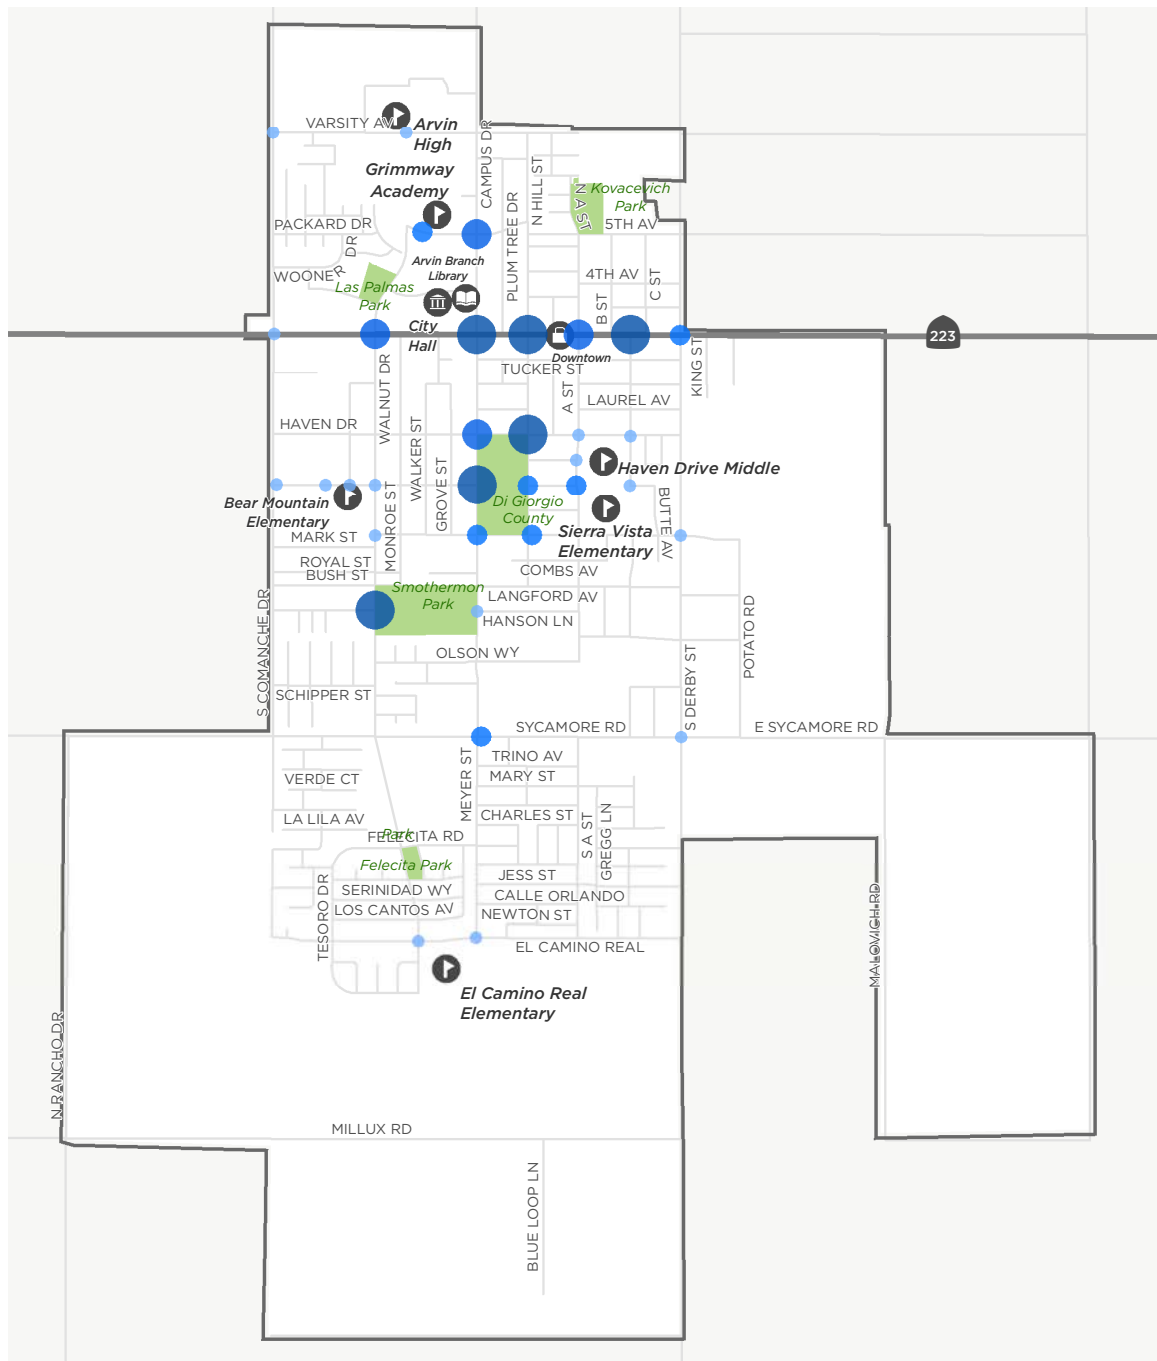 VARSITY AV
Arvin
High
Grimmway
Academy
CAMPUS DR
N HILL ST
PLUM TREE DR
N A ST
Kovacevich
Park
5TH AV
PACKARD DR
WOONER DR
Arvin Branch
Library
4TH AV
C ST
B ST
Las Palmas
Park
City
Hall
Downtown
223
TUCKER ST
KING ST
WALNUT DR
A ST
LAUREL AV
HAVEN DR
WALKER ST
GROVE ST
Haven Drive Middle
Bear Mountain
Elementary
MONROE ST
Di Giorgio
County
BUTTE AV
Sierra Vista
Elementary
MARK ST
ROYAL ST
BUSH ST
COMBS AV
Smothermon
Park
LANGFORD AV
HANSON LN
S COMANCHE DR
POTATO RD
OLSON WY
S DERBY ST
SCHIPPER ST
SYCAMORE RD
E SYCAMORE RD
MEYER ST
TRINO AV
MARY ST
VERDE CT
CHARLES ST
LA LILA AV
S A ST
GREGG LN
Park
FELECITA RD
Felecita Park
JESS ST
SERINIDAD WY
CALLE ORLANDO
LOS CANTOS AV
NEWTON ST
TESORO DR
EL CAMINO REAL
MALOVICH RD
El Camino Real
Elementary
N RANCHO DR
MILLUX RD
BLUE LOOP LN